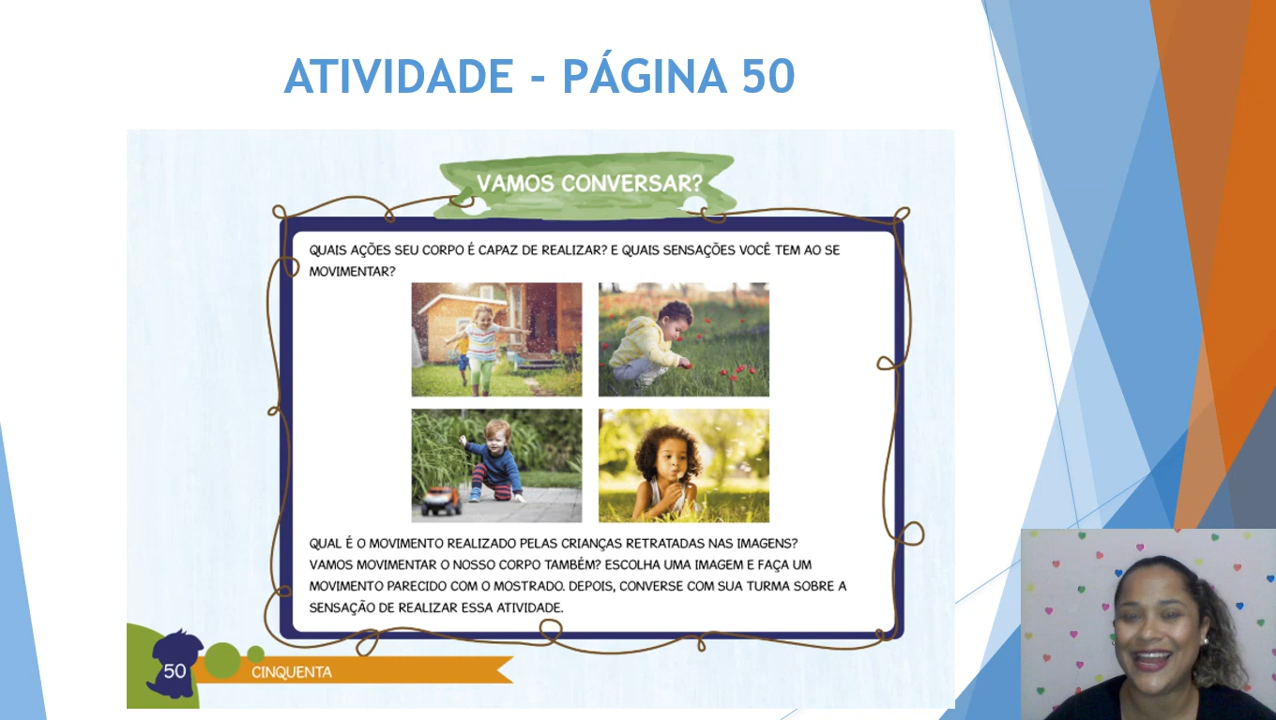 ATIVIDADE - PÁGINA 50
VAMOS CONVERSAR?
QUAIS AÇÕES SEU CORPO É CAPAZ DE REALIZAR? E QUAIS SENSAÇÕES VOCÊ TEM AO SE
MOVIMENTAR?
QUAL É O MOVIMENTO REALIZADO PELAS CRIANÇAS RETRATADAS NAS IMAGENS?
VAMOS MOVIMENTAR O NOSSO CORPO TAMBÉM? ESCOLHA UMA IMAGEM E FAÇA UM
MOVIMENTO PARECIDO COM O MOSTRADO. DEPOIS, CONVERSE COM SUA TURMA SOBRE A
SENSAÇÃO DE REALIZAR ESSA ATIVIDADE.
50 CINQUENTA